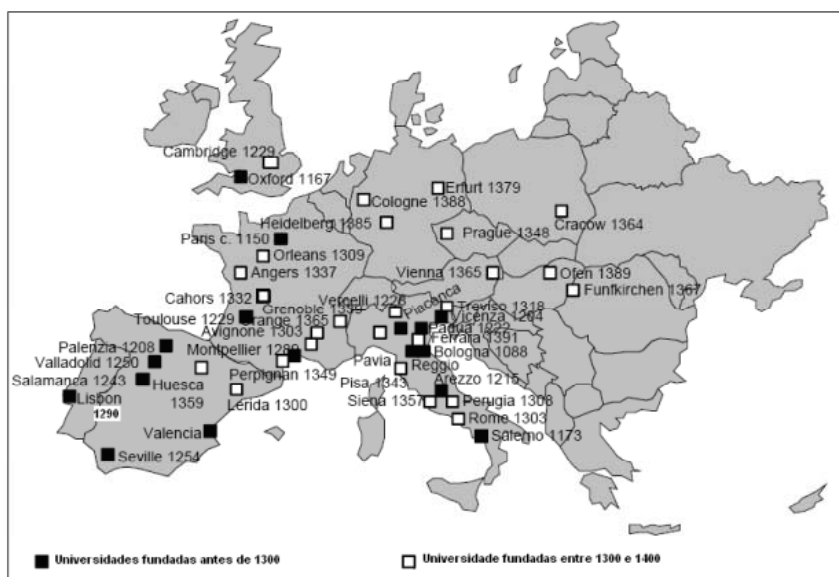 Cambridge 1229
Oxford 1167
Erfurt 1379
Cologne 1388
Heidelberg 1385
Cracow 1364
Paris c. 1150
Prague 1348
Orleans 1309
Angers 1337
Vienna 1365
Ofen 1389
Funfkirchen 1367
Cahors 1332
Grenoble
Vercelli 1228
Piacanca
Treviso 1318
Toulouse 1229
Orange 1365
Vicenza 1204
Avignone 1303
Padua 1222
Palenzia 1208
Ferrara 1391
Montpellier 1289
Valladolid 1250
Bologna 1088
Pavia
Reggio
Salamanca 1243
Huesca
1359
Perpignan 1349
Arezzo 1215
Pisa 1343
Lisbon
1290
Lerida 1300
Siena 1357
Perugia 1308
Rome 1303
Valencia
Salerno 1173
Seville 1254
Universidades fundadas antes de 1300
Universidade fundadas entre 1300 e 1400